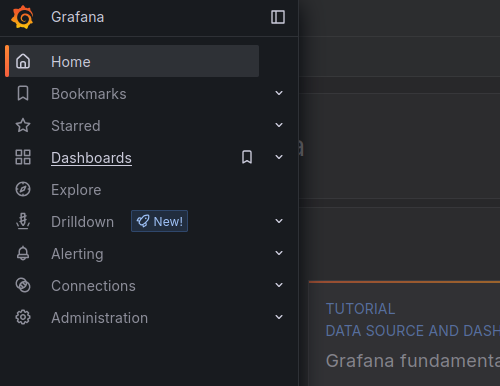 Grafana
Home
Bookmarks
Starred
Dashboards
Explore
Drilldown New!
Alerting
Connections
Administration
TUTORIAL
DATA SOURCE AND DASH
Grafana fundamenta